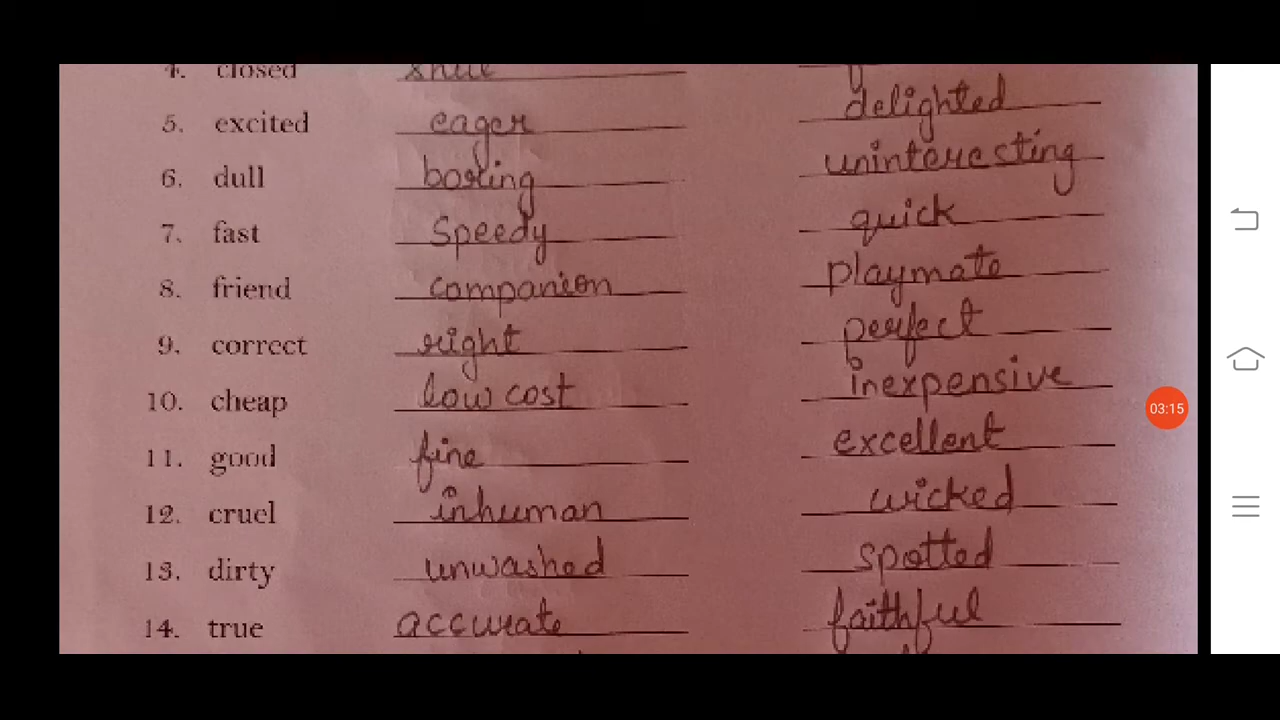 4. closed
5. excited eager delighted
6. dull boring uninteresting
7. fast Speedy quick
8. friend companion playmate
9. correct right perfect
10. cheap low cost inexpensive
11. good fine excellent
12. cruel inhuman wicked
13. dirty unwashed spotted
14. true accurate faithful
03:15